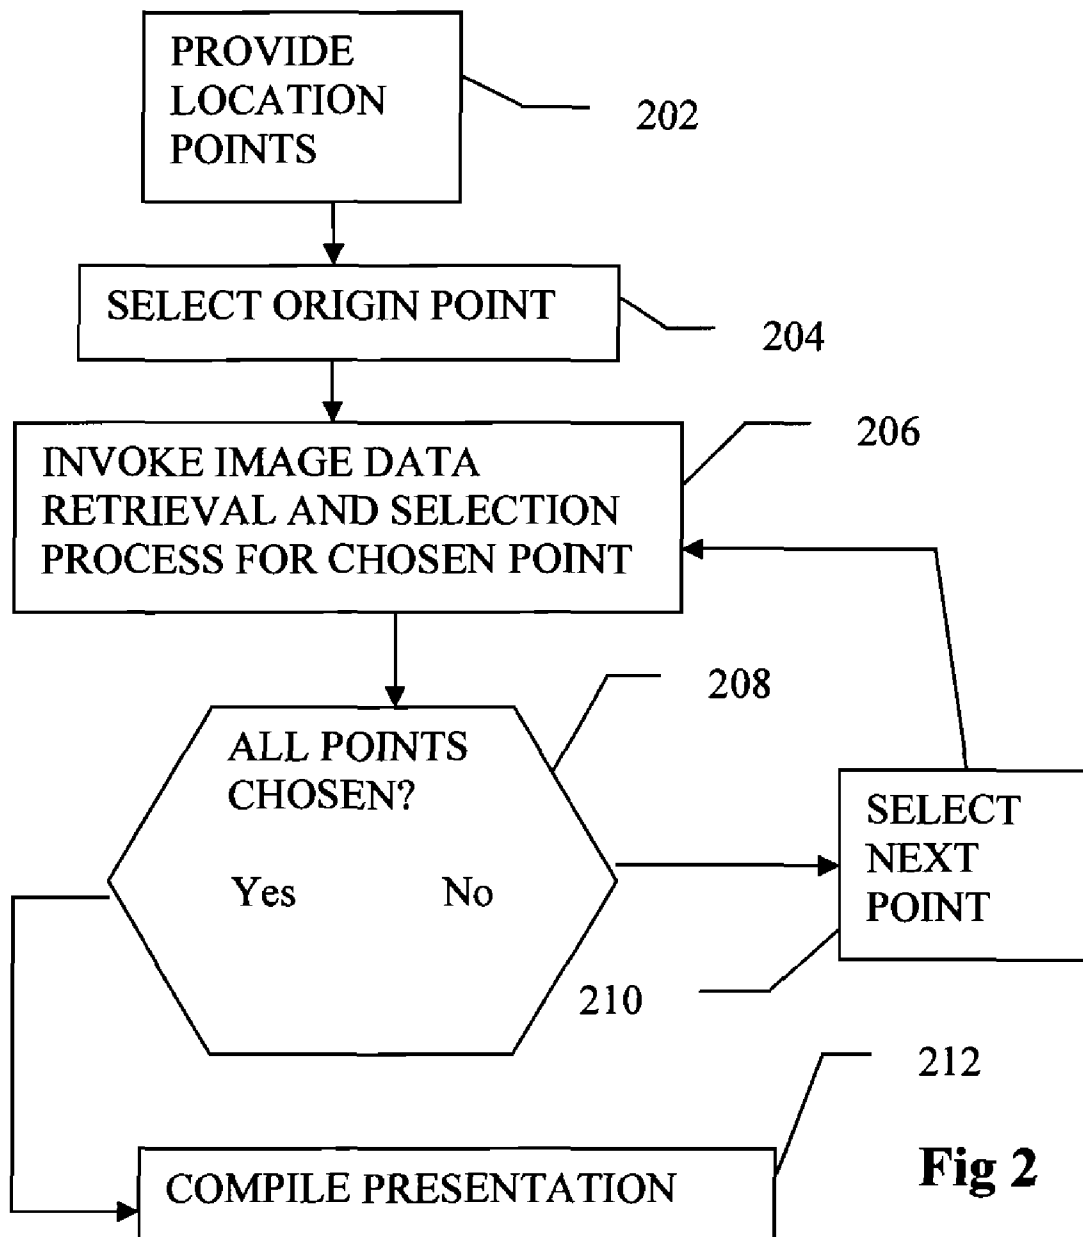 PROVIDE
LOCATION
POINTS
202
SELECT ORIGIN POINT
204
INVOKE IMAGE DATA
RETRIEVAL AND SELECTION
PROCESS FOR CHOSEN POINT
206
208
ALL POINTS
CHOSEN?
Yes No
SELECT
NEXT
POINT
210
212
COMPILE PRESENTATION
Fig 2